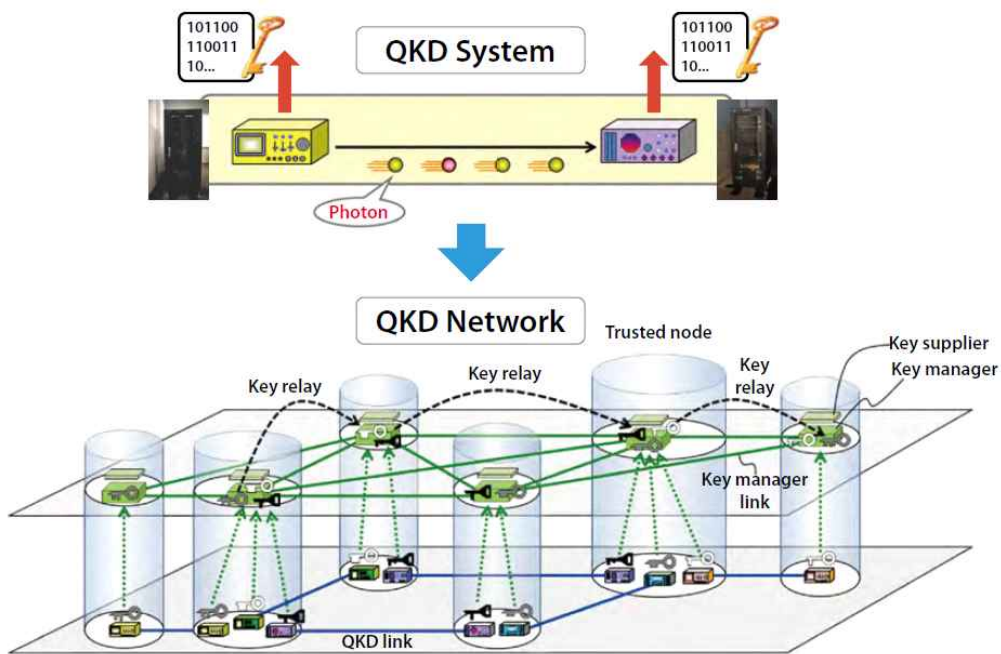 101100
110011
10...
QKD System
101100
110011
10...
Photon
QKD Network
Trusted node
Key supplier
Key manager
Key relay
Key relay
Key
relay
Key manager
link
QKD link